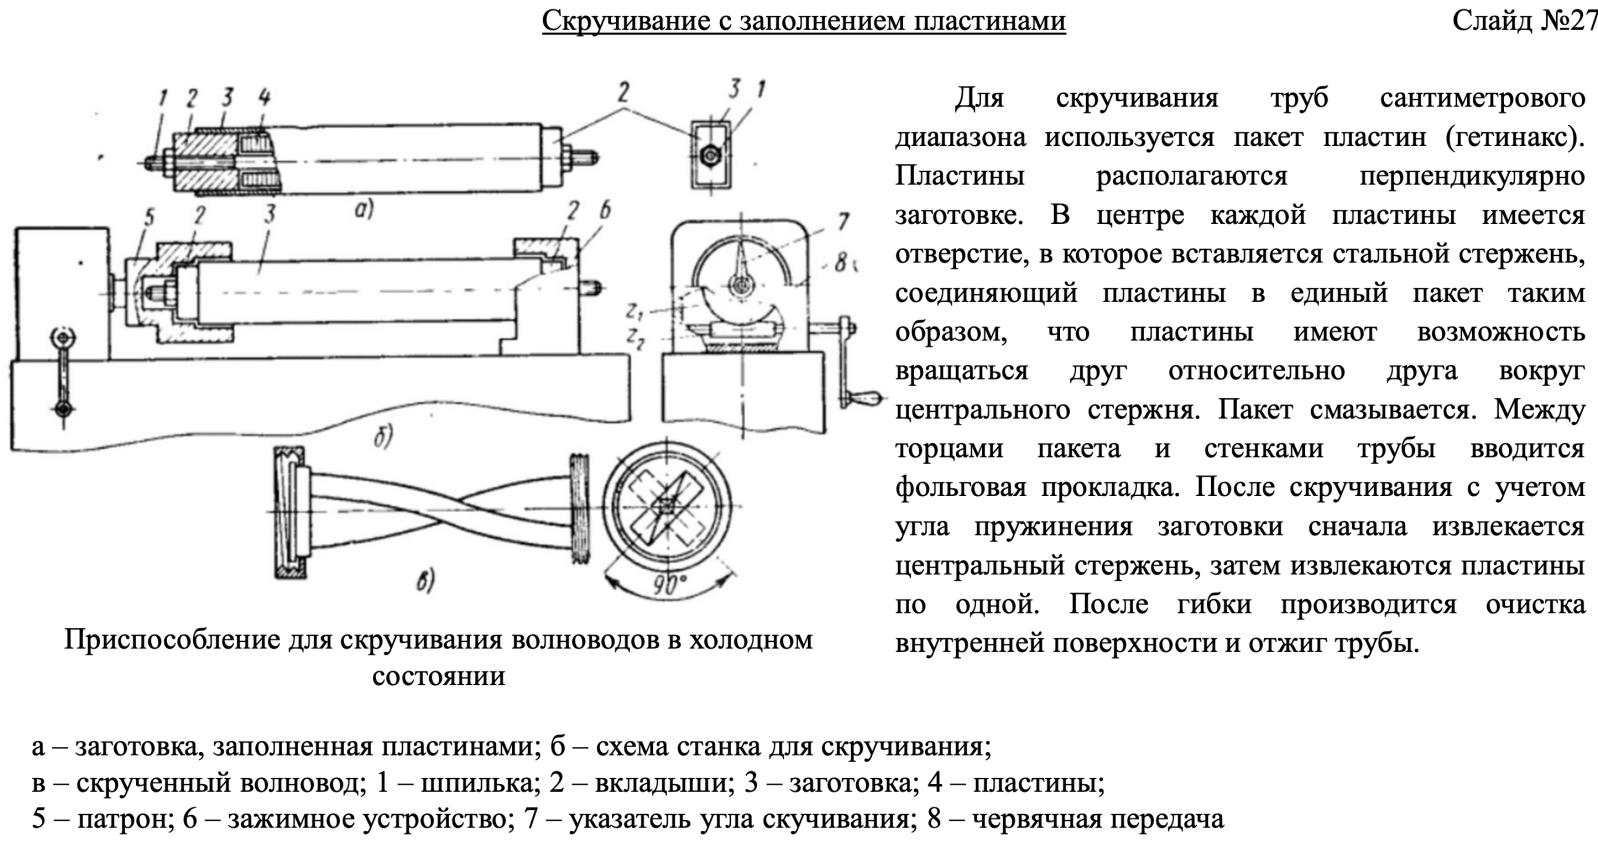 Скручивание с заполнением пластинами
Слайд №27
1 2 3 4
2
3 1
а)
5 2 3 2 6
7
8
z1
z2
б)
в)
90°
Для скручивания труб сантиметрового
диапазона используется пакет пластин (гетинакс).
Пластины располагаются перпендикулярно
заготовке. В центре каждой пластины имеется
отверстие, в которое вставляется стальной стержень,
соединяющий пластины в единый пакет таким
образом, что пластины имеют возможность
вращаться друг относительно друга вокруг
центрального стержня. Пакет смазывается. Между
торцами пакета и стенками трубы вводится
фольговая прокладка. После скручивания с учетом
угла пружинения заготовки сначала извлекается
центральный стержень, затем извлекаются пластины
по одной. После гибки производится очистка
внутренней поверхности и отжиг трубы.
Приспособление для скручивания волноводов в холодном
состоянии
а – заготовка, заполненная пластинами; б – схема станка для скручивания;
в – скрученный волновод; 1 – шпилька; 2 – вкладыши; 3 – заготовка; 4 – пластины;
5 – патрон; 6 – зажимное устройство; 7 – указатель угла скучивания; 8 – червячная передача